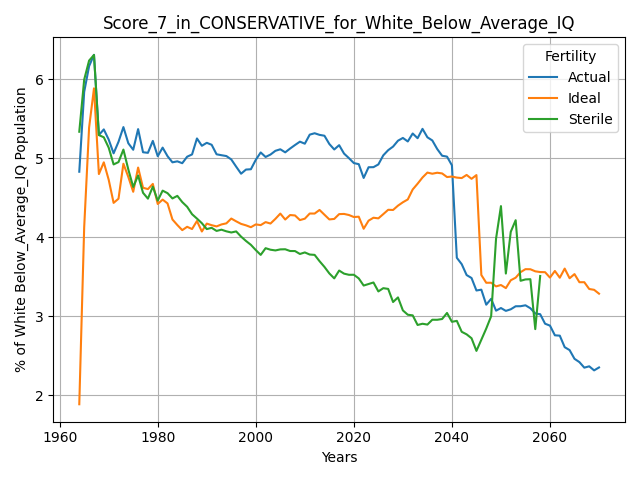 Score_7_in_CONSERVATIVE_for_White_Below_Average_IQ
Fertility
Actual
Ideal
Sterile
% of White Below_Average_IQ Population
6
5
4
3
2
1960
1980
2000
2020
2040
2060
Years